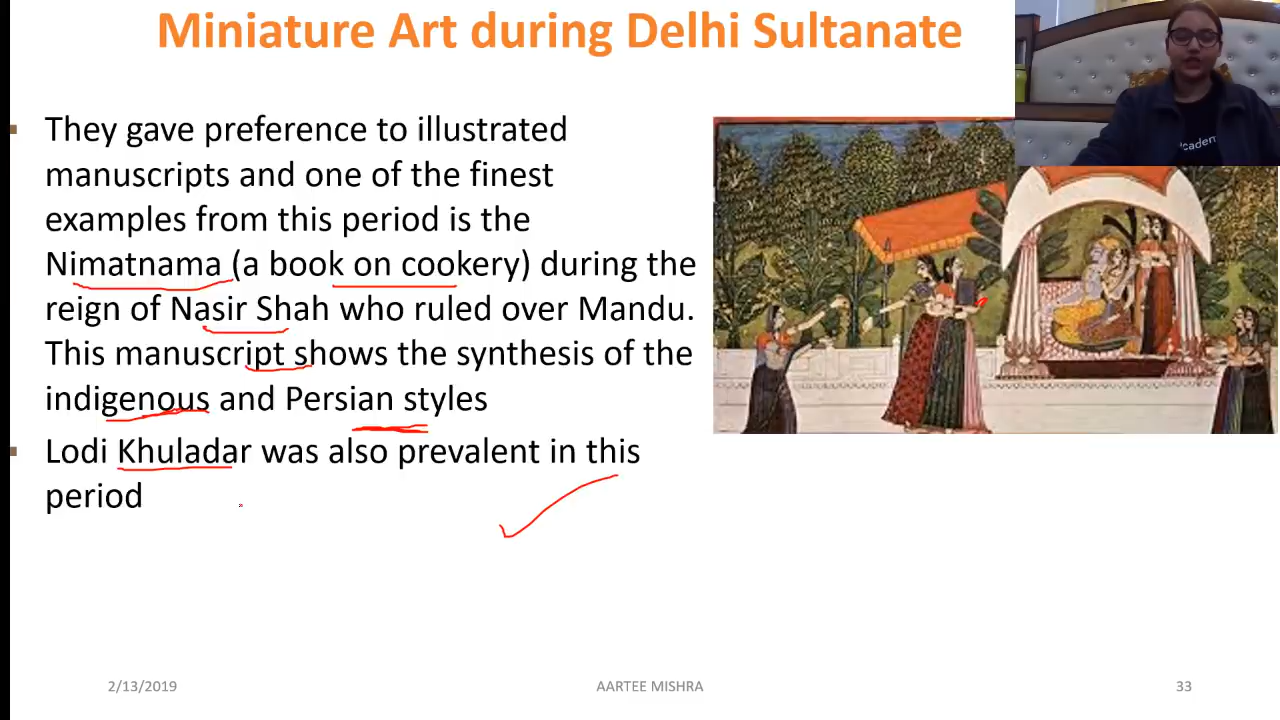 Miniature Art during Delhi Sultanate
They gave preference to illustrated
manuscripts and one of the finest
examples from this period is the
Nimatnama (a book on cookery) during the
reign of Nasir Shah who ruled over Mandu.
This manuscript shows the synthesis of the
indigenous and Persian styles
Lodi Khuladar was also prevalent in this
period
cadem
2/13/2019 AARTEE MISHRA 33